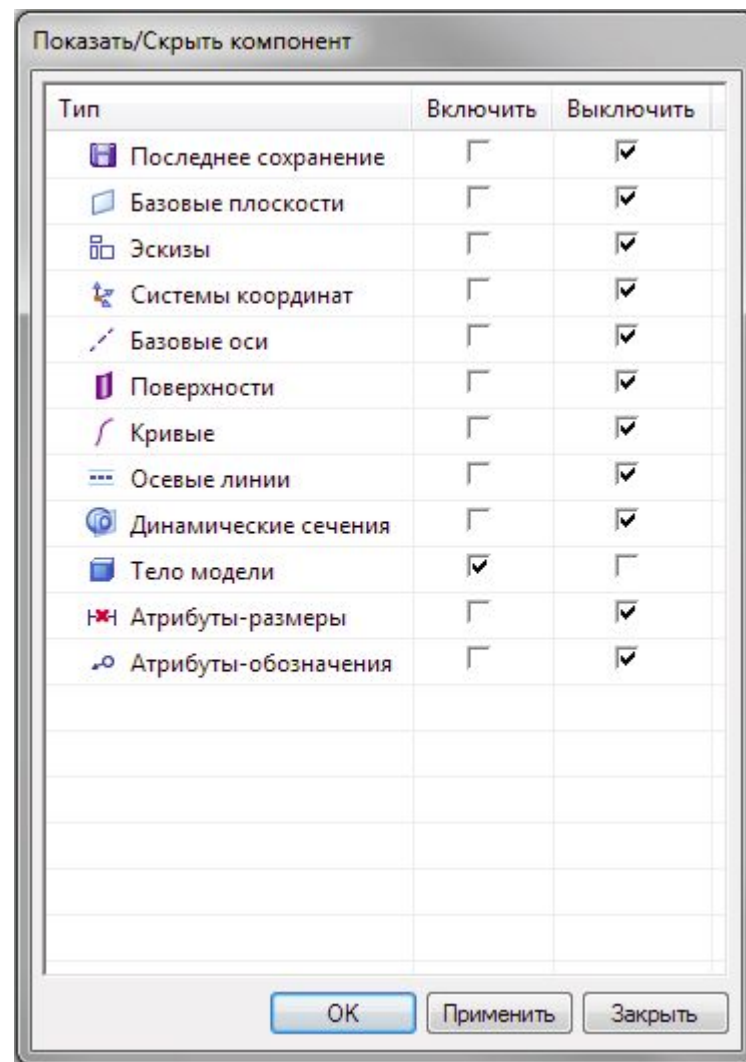 Показать/Скрыть компонент
Тип Включить Выключить
Последнее сохранение
Базовые плоскости
Эскизы
Системы координат
Базовые оси
Поверхности
Кривые
Осевые линии
Динамические сечения
Тело модели
Атрибуты-размеры
Атрибуты-обозначения
OK Применить Закрыть